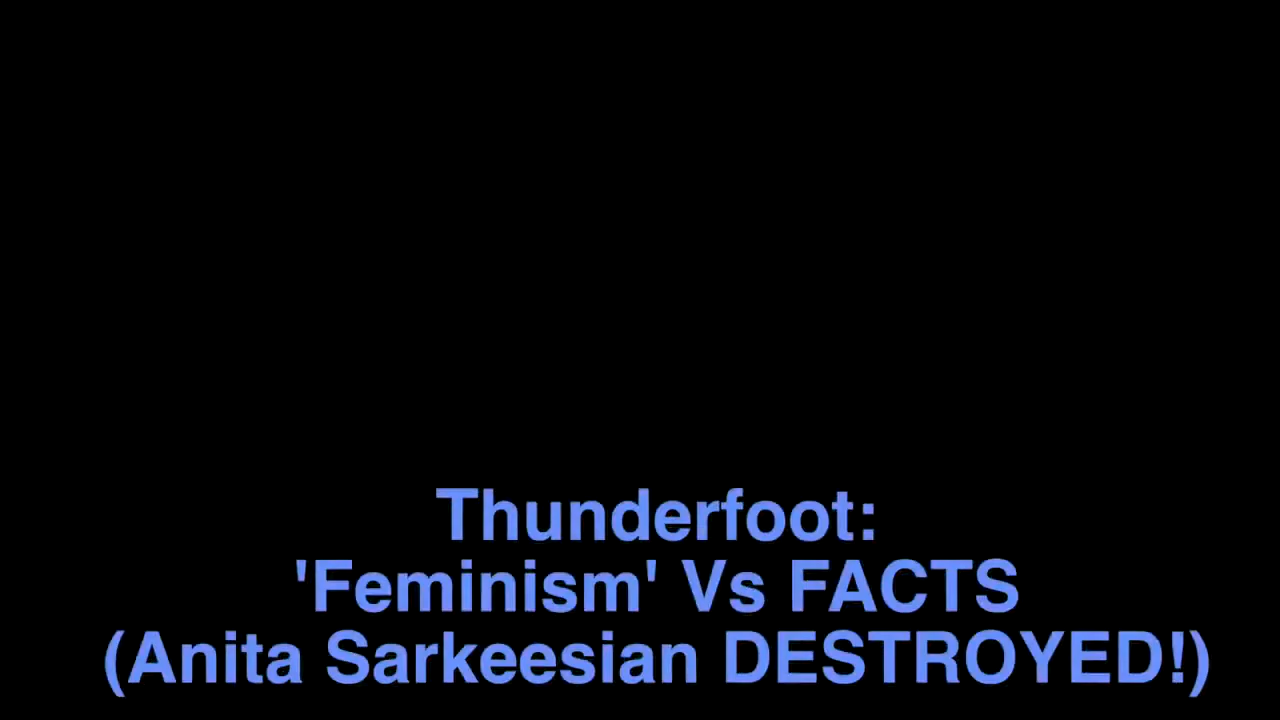 Thunderfoot:
'Feminism' Vs FACTS
(Anita Sarkeesian DESTROYED!)